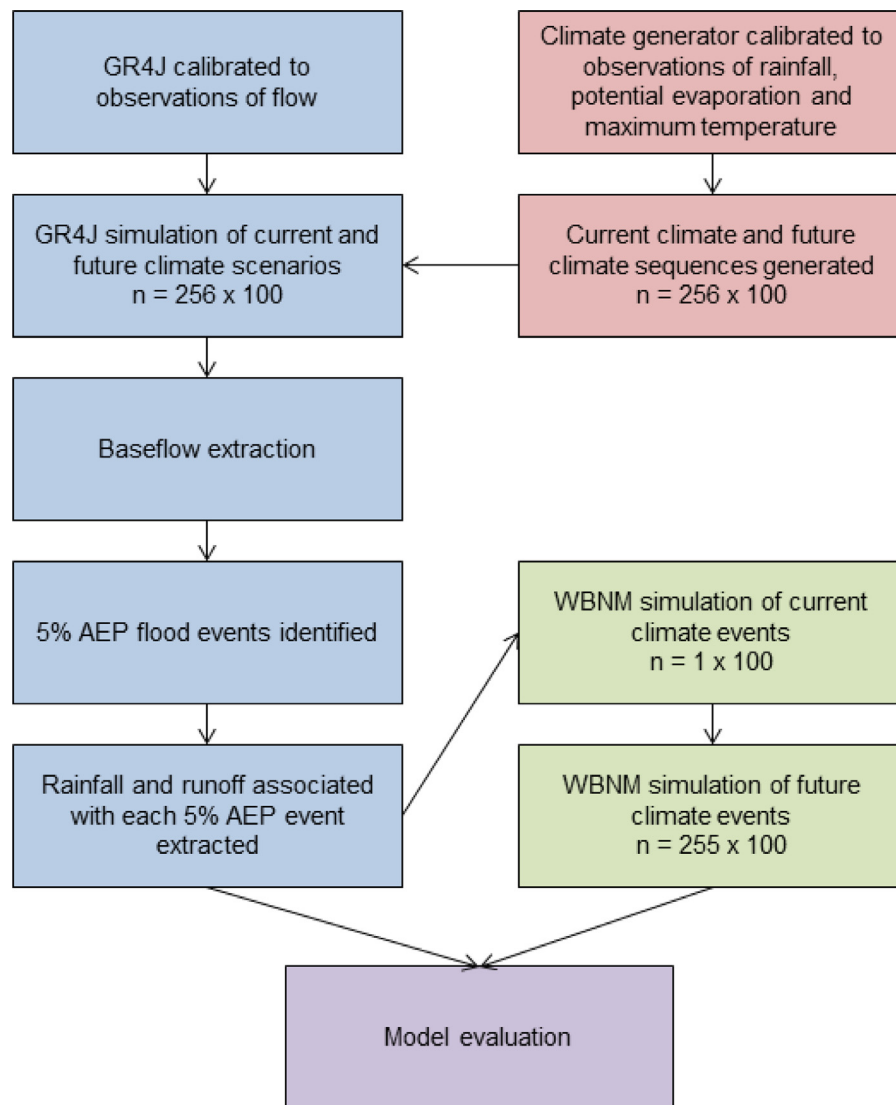 GR4J calibrated to
observations of flow
Climate generator calibrated to
observations of rainfall,
potential evaporation and
maximum temperature
GR4J simulation of current and
future climate scenarios
n = 256 x 100
Current climate and future
climate sequences generated
n = 256 x 100
Baseflow extraction
5% AEP flood events identified
WBNM simulation of current
climate events
n = 1 x 100
Rainfall and runoff associated
with each 5% AEP event
extracted
WBNM simulation of future
climate events
n = 255 x 100
Model evaluation